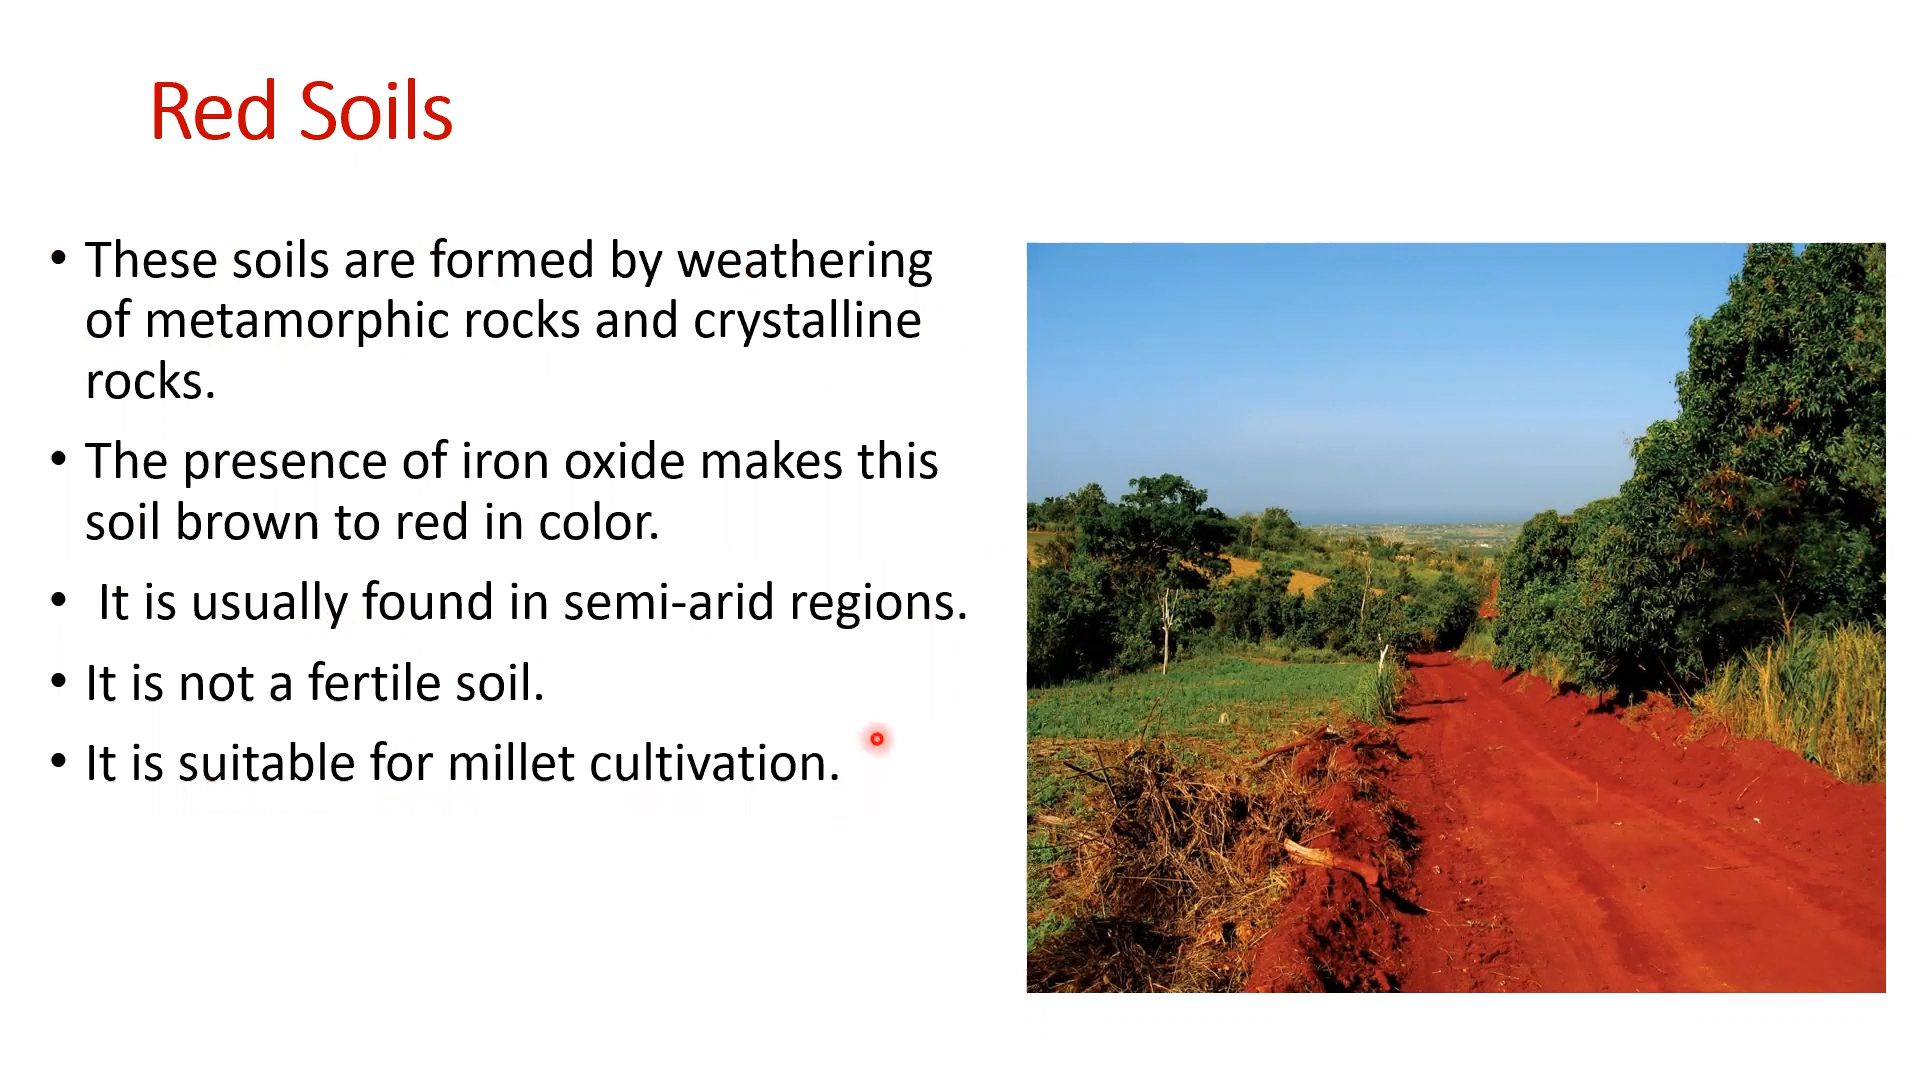 Red Soils
• These soils are formed by weathering
of metamorphic rocks and crystalline
rocks.
• The presence of iron oxide makes this
soil brown to red in color.
• It is usually found in semi-arid regions.
• It is not a fertile soil.
• It is suitable for millet cultivation.